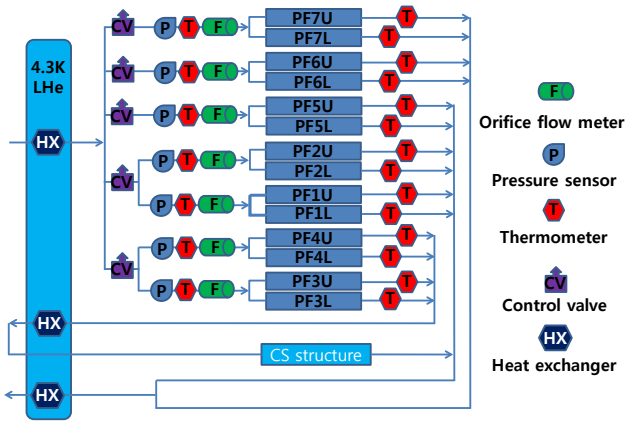 4.3K
LHe
HX
HX
HX
CV P T F PF7U T
PF7L T
CV P T F PF6U T
PF6L T
CV P T F PF5U T
PF5L T
P T F PF2U T
PF2L T
CV
P T F PF1U T
PF1L T
P T F PF4U T
PF4L T
CV
P T F PF3U T
PF3L T
CS structure
F
Orifice flow meter
P
Pressure sensor
T
Thermometer
CV
Control valve
HX
Heat exchanger